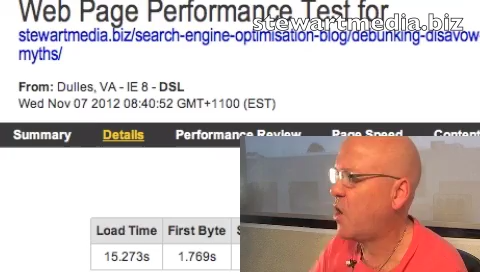 Web Page Performance Test for
stewartmedia.biz
stewartmedia.biz/search-engine-optimisation-blog/debunking-disavow
myths/
From: Dulles, VA - IE 8 - DSL
Wed Nov 07 2012 08:40:52 GMT+1100 (EST)
Summary Details Performance Review Page Speed Content
Load Time First Byte
15.273s 1.769s